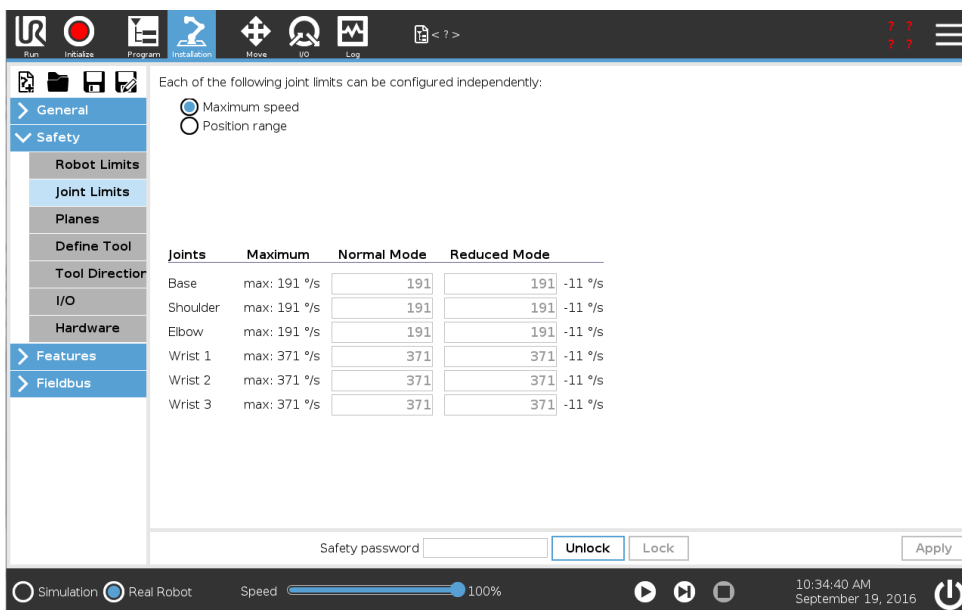 UR
Run Initialize Program Installation Move I/O Log
< ? >
? ?
? ?
General
Safety
Robot Limits
Joint Limits
Planes
Define Tool
Tool Direction
I/O
Hardware
Features
Fieldbus
Each of the following joint limits can be configured independently:
Maximum speed
Position range
Joints Maximum Normal Mode Reduced Mode
Base max: 191 °/s 191 191 -11 °/s
Shoulder max: 191 °/s 191 191 -11 °/s
Elbow max: 191 °/s 191 191 -11 °/s
Wrist 1 max: 371 °/s 371 371 -11 °/s
Wrist 2 max: 371 °/s 371 371 -11 °/s
Wrist 3 max: 371 °/s 371 371 -11 °/s
Safety password Unlock Lock Apply
Simulation Real Robot Speed 100%
10:34:40 AM
September 19, 2016